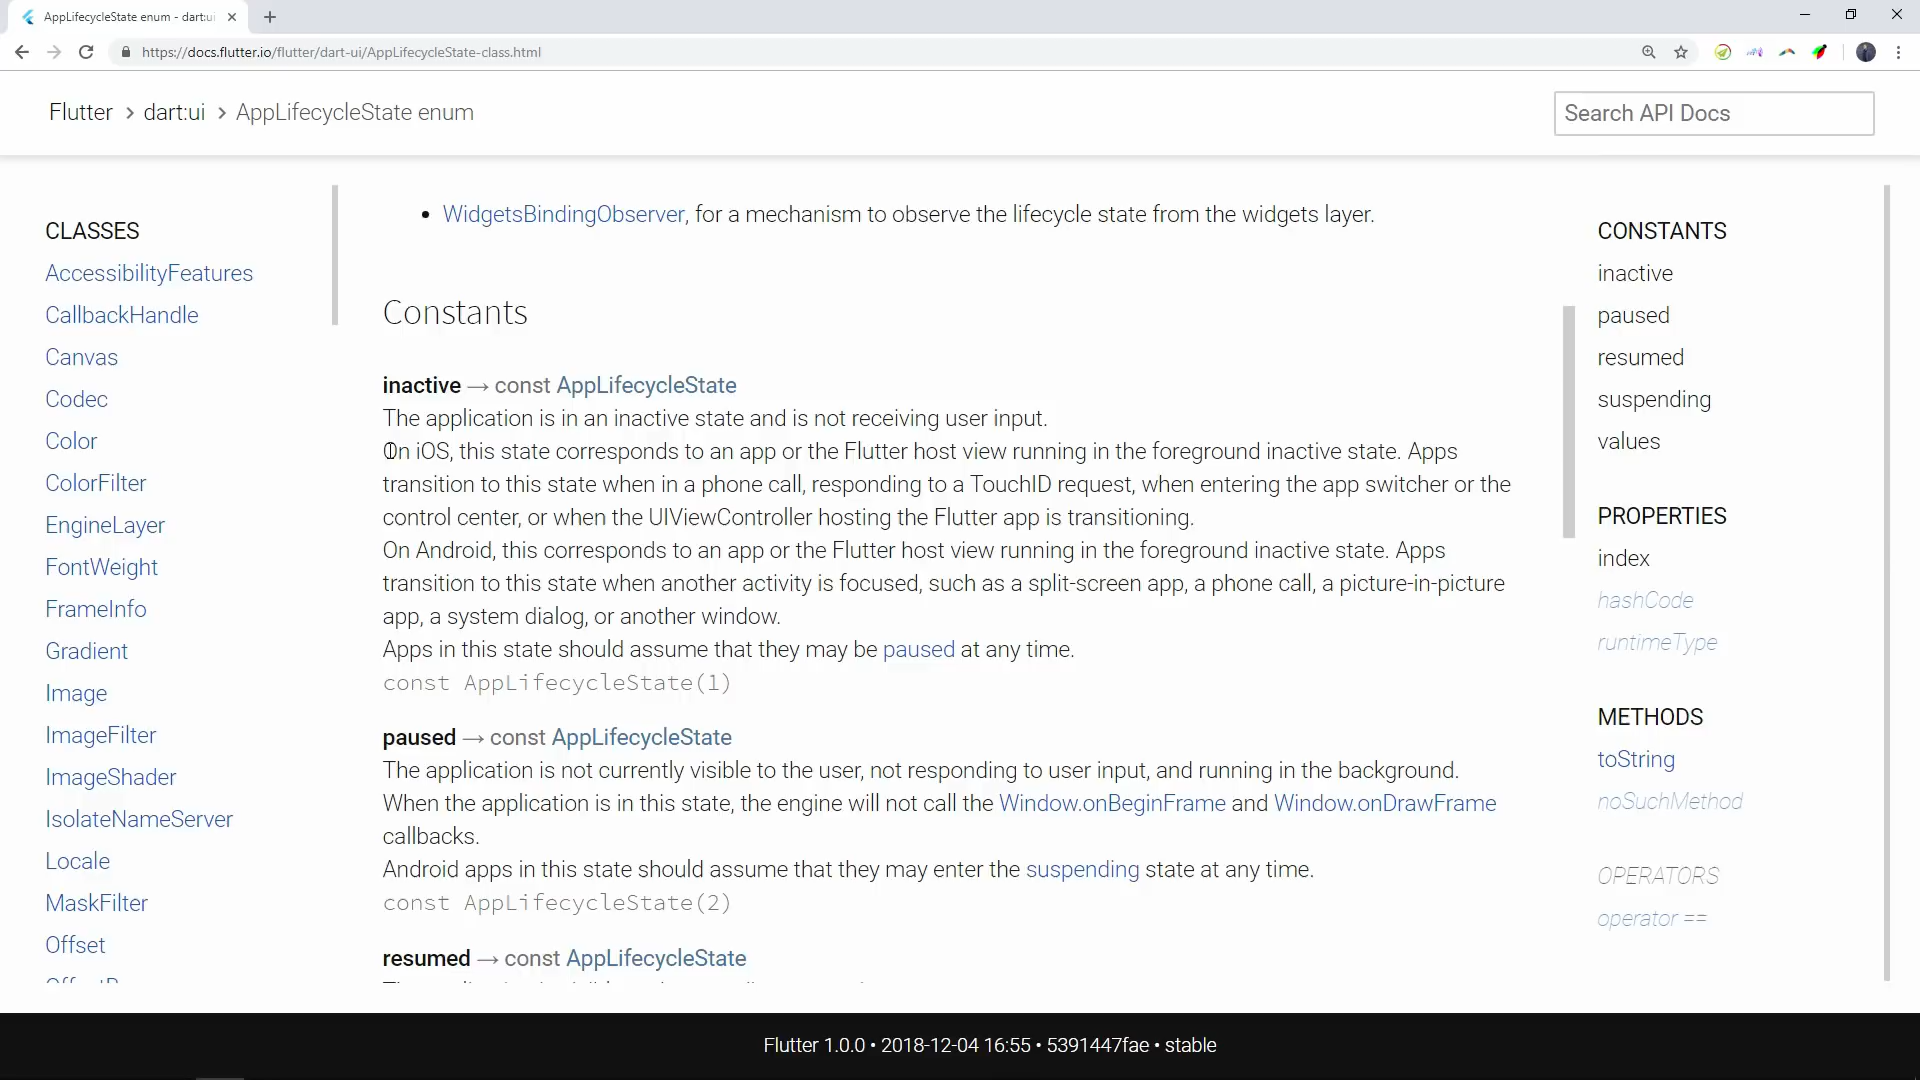 AppLifecycleState enum - dart:ui
https://docs.flutter.io/flutter/dart-ui/AppLifecycleState-class.html
Flutter > dart:ui > AppLifecycleState enum
Search API Docs
CLASSES
AccessibilityFeatures
CallbackHandle
Canvas
Codec
Color
ColorFilter
EngineLayer
FontWeight
FrameInfo
Gradient
Image
ImageFilter
ImageShader
IsolateNameServer
Locale
MaskFilter
Offset
• WidgetsBindingObserver, for a mechanism to observe the lifecycle state from the widgets layer.
Constants
inactive → const AppLifecycleState
The application is in an inactive state and is not receiving user input.
On iOS, this state corresponds to an app or the Flutter host view running in the foreground inactive state. Apps
transition to this state when in a phone call, responding to a TouchID request, when entering the app switcher or the
control center, or when the UIViewController hosting the Flutter app is transitioning.
On Android, this corresponds to an app or the Flutter host view running in the foreground inactive state. Apps
transition to this state when another activity is focused, such as a split-screen app, a phone call, a picture-in-picture
app, a system dialog, or another window.
Apps in this state should assume that they may be paused at any time.
const AppLifecycleState(1)
paused → const AppLifecycleState
The application is not currently visible to the user, not responding to user input, and running in the background.
When the application is in this state, the engine will not call the Window.onBeginFrame and Window.onDrawFrame
callbacks.
Android apps in this state should assume that they may enter the suspending state at any time.
const AppLifecycleState(2)
resumed → const AppLifecycleState
CONSTANTS
inactive
paused
resumed
suspending
values
PROPERTIES
index
hashCode
runtimeType
METHODS
toString
noSuchMethod
OPERATORS
operator ==
Flutter 1.0.0 • 2018-12-04 16:55 • 5391447fae • stable